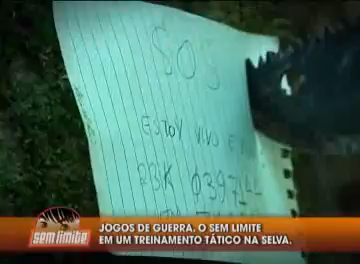 SOS
ESTOY VIVO E
JOGOS DE GUERRA. O SEM LIMITE
EM UM TREINAMENTO TÁTICO NA SELVA.
sem limite